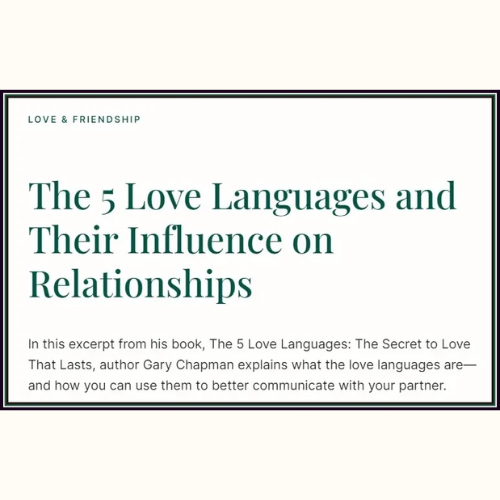 LOVE & FRIENDSHIP
The 5 Love Languages and
Their Influence on
Relationships
In this excerpt from his book, The 5 Love Languages: The Secret to Love
That Lasts, author Gary Chapman explains what the love languages are—
and how you can use them to better communicate with your partner.